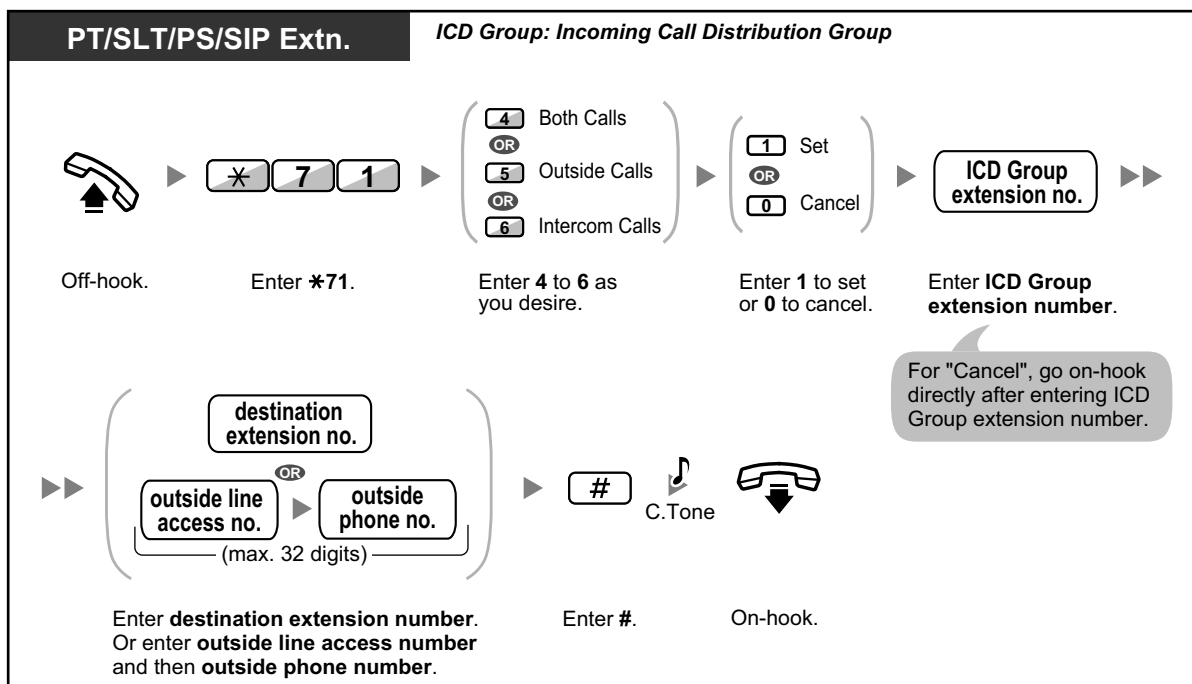 PT/SLT/PS/SIP Extn.
ICD Group: Incoming Call Distribution Group
4 Both Calls
OR
5 Outside Calls
OR
6 Intercom Calls
1 Set
OR
0 Cancel
* 7 1
ICD Group
extension no.
Off-hook.
Enter *71.
Enter 4 to 6 as
you desire.
Enter 1 to set
or 0 to cancel.
Enter ICD Group
extension number.
For "Cancel", go on-hook
directly after entering ICD
Group extension number.
destination
extension no.
OR
outside line
access no.
outside
phone no.
(max. 32 digits)
#
C.Tone
Enter destination extension number.
Or enter outside line access number
and then outside phone number.
Enter #.
On-hook.